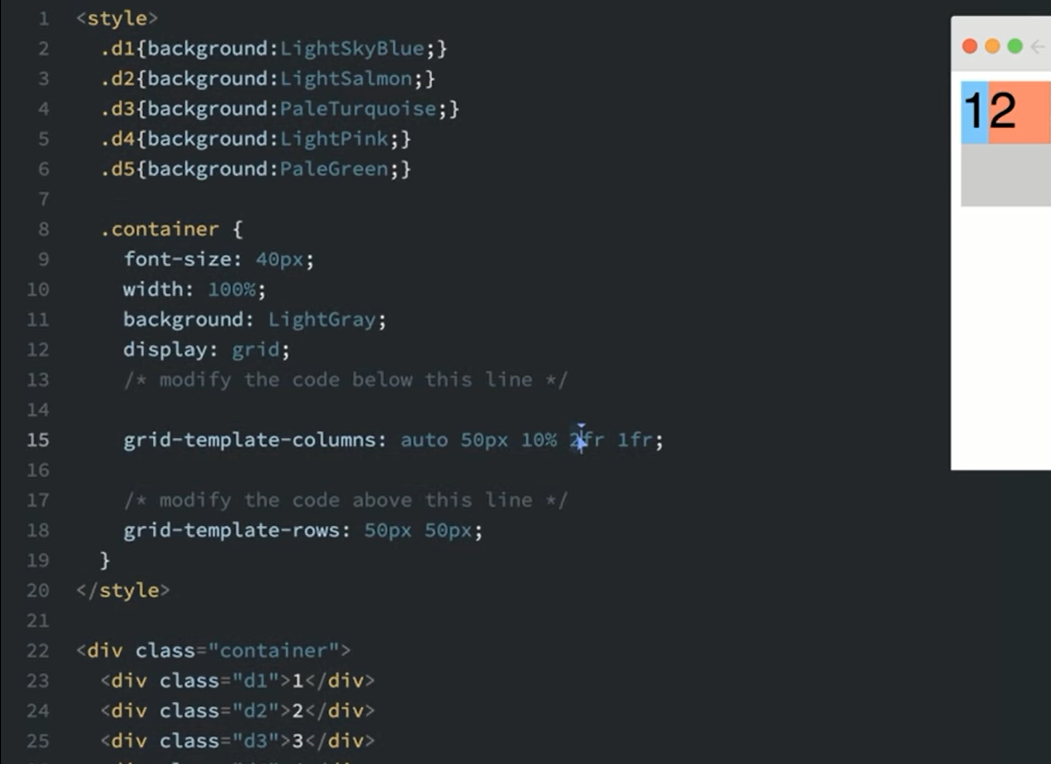 1 <style>
2 .d1{background:LightSkyBlue;}
3 .d2{background:LightSalmon;}
4 .d3{background:PaleTurquoise;}
5 .d4{background:LightPink;}
6 .d5{background:PaleGreen;}
7
8 .container {
9 font-size: 40px;
10 width: 100%;
11 background: LightGray;
12 display: grid;
13 /* modify the code below this line */
14
15 grid-template-columns: auto 50px 10% 2fr 1fr;
16
17 /* modify the code above this line */
18 grid-template-rows: 50px 50px;
19 }
20 </style>
21
22 <div class="container">
23 <div class="d1">1</div>
24 <div class="d2">2</div>
25 <div class="d3">3</div>
12